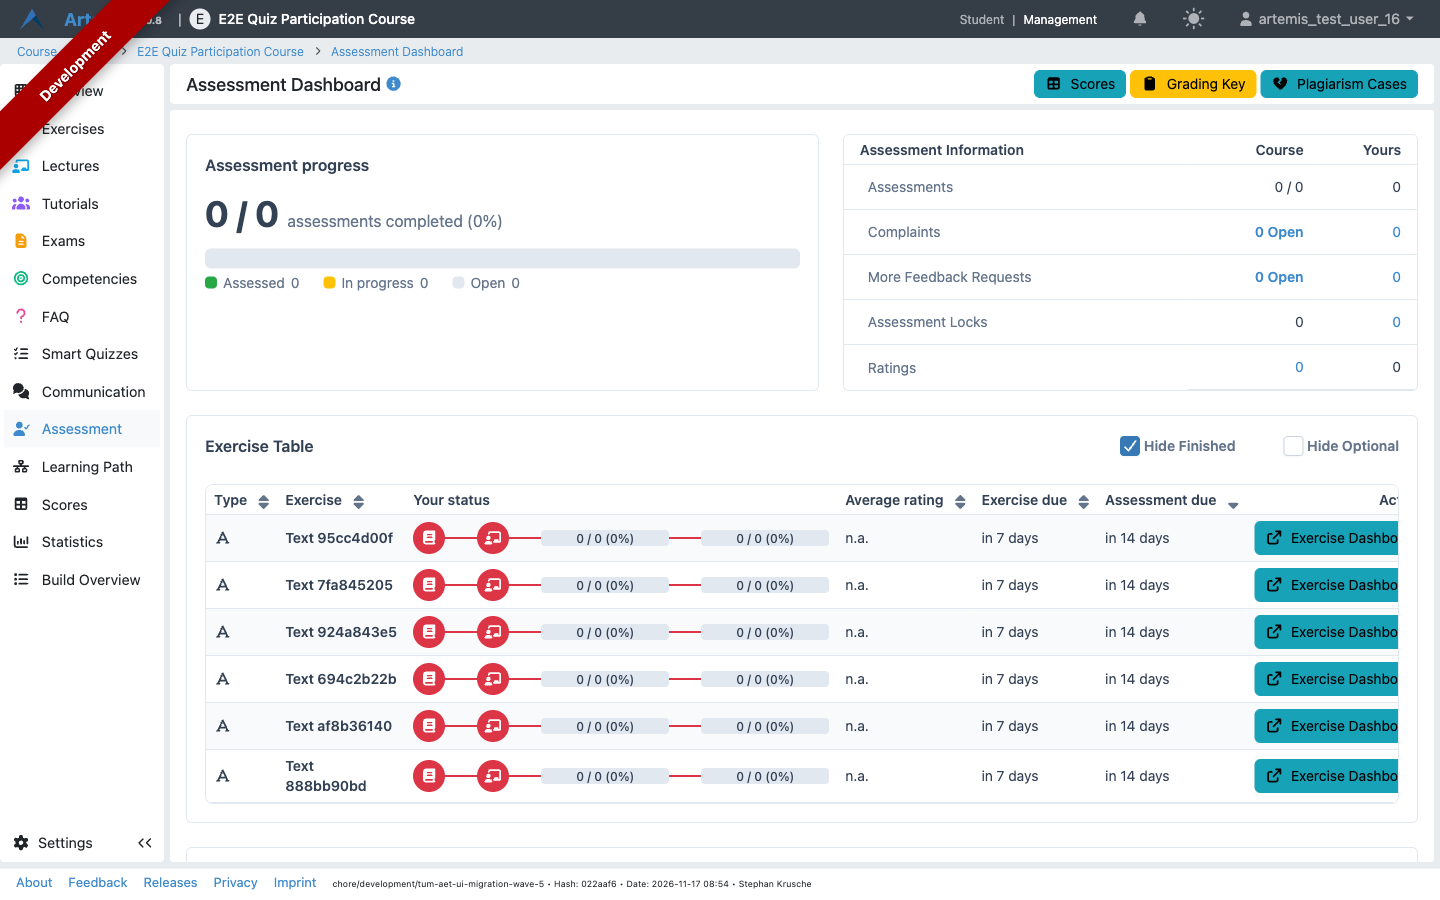 Development
E E2E Quiz Participation Course
Student | Management
artemis_test_user_16
Course
E2E Quiz Participation Course
Assessment Dashboard
Exercises
Lectures
Tutorials
Exams
Competencies
FAQ
Smart Quizzes
Communication
Assessment
Learning Path
Scores
Statistics
Build Overview
Settings
Assessment Dashboard
Scores
Grading Key
Plagiarism Cases
Assessment progress
0 / 0 assessments completed (0%)
Assessed 0 In progress 0 Open 0
Assessment Information Course Yours
Assessments 0 / 0 0
Complaints 0 Open 0
More Feedback Requests 0 Open 0
Assessment Locks 0 0
Ratings 0 0
Exercise Table
Hide Finished
Hide Optional
Type Exercise Your status Average rating Exercise due Assessment due
Text 95cc4d00f 0 / 0 (0%) 0 / 0 (0%) n.a. in 7 days in 14 days Exercise Dashbo
Text 7fa845205 0 / 0 (0%) 0 / 0 (0%) n.a. in 7 days in 14 days Exercise Dashbo
Text 924a843e5 0 / 0 (0%) 0 / 0 (0%) n.a. in 7 days in 14 days Exercise Dashbo
Text 694c2b22b 0 / 0 (0%) 0 / 0 (0%) n.a. in 7 days in 14 days Exercise Dashbo
Text af8b36140 0 / 0 (0%) 0 / 0 (0%) n.a. in 7 days in 14 days Exercise Dashbo
Text 888bb90bd 0 / 0 (0%) 0 / 0 (0%) n.a. in 7 days in 14 days Exercise Dashbo
About Feedback Releases Privacy Imprint chore/development/tum-aet-ui-migration-wave-5 • Hash: 022aaf6 • Date: 2026-11-17 08:54 • Stephan Krusche